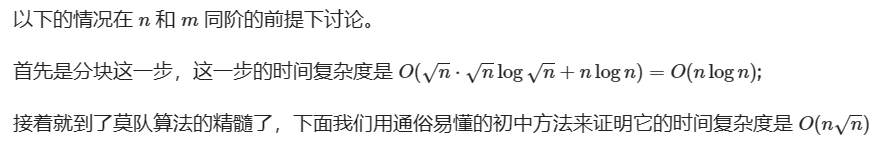 以下的情况在 n 和 m 同阶的前提下讨论。
首先是分块这一步，这一步的时间复杂度是 O(√n · √n log √n + n log n) = O(n log n);
接着就到了莫队算法的精髓了，下面我们用通俗易懂的初中方法来证明它的时间复杂度是 O(n√n)